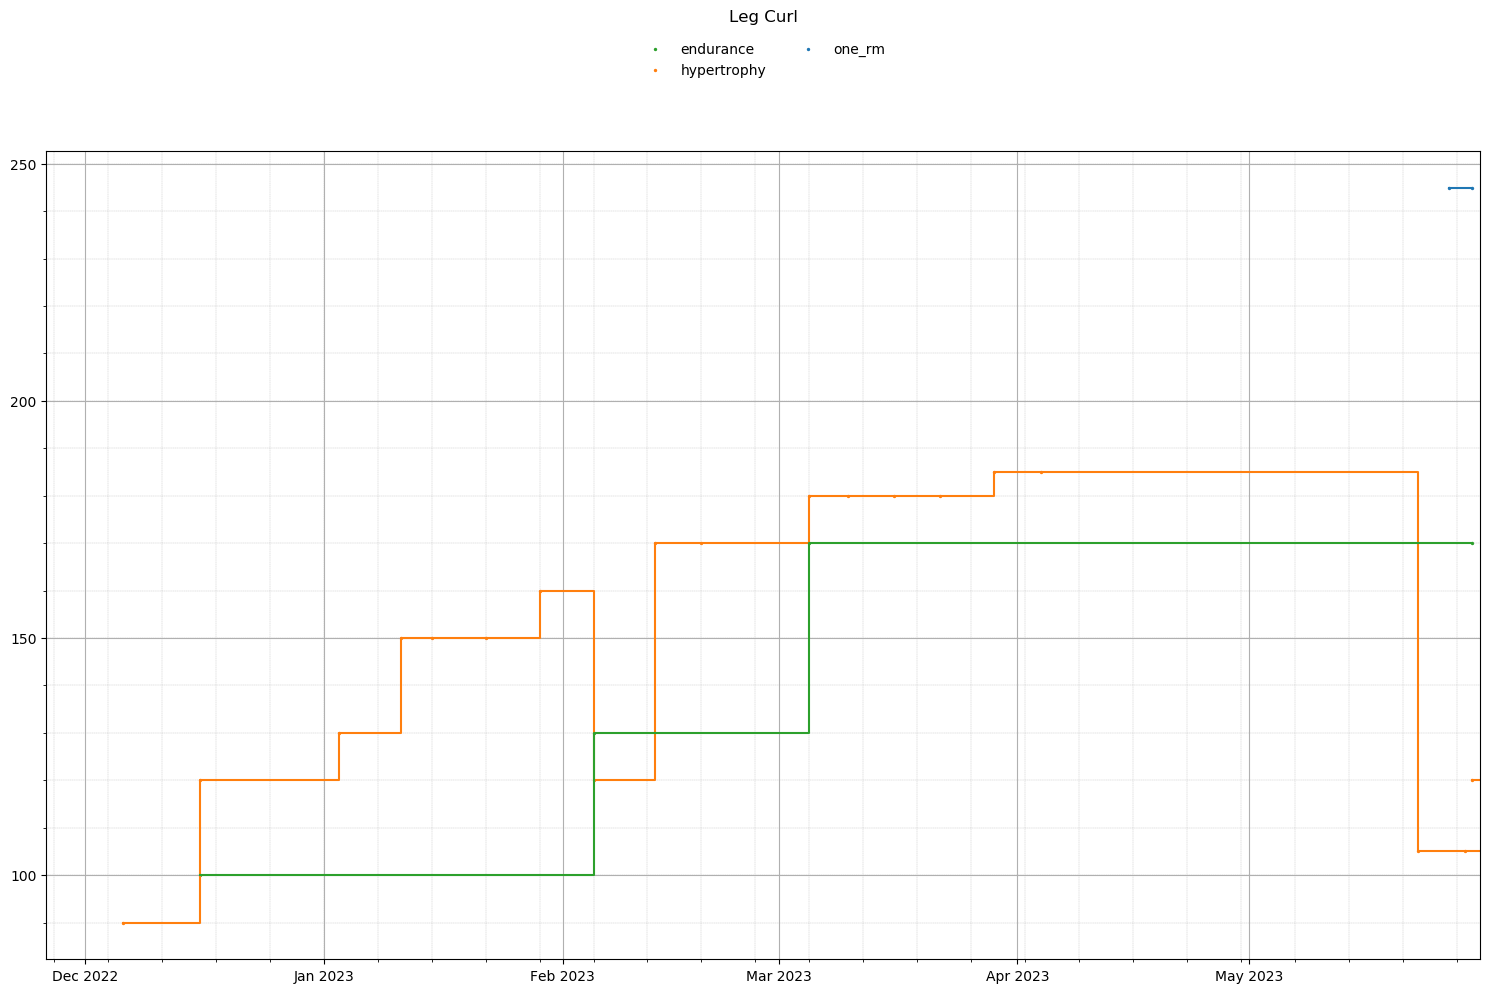 Leg Curl
endurance
hypertrophy
one_rm
250
200
150
100
Dec 2022
Jan 2023
Feb 2023
Mar 2023
Apr 2023
May 2023